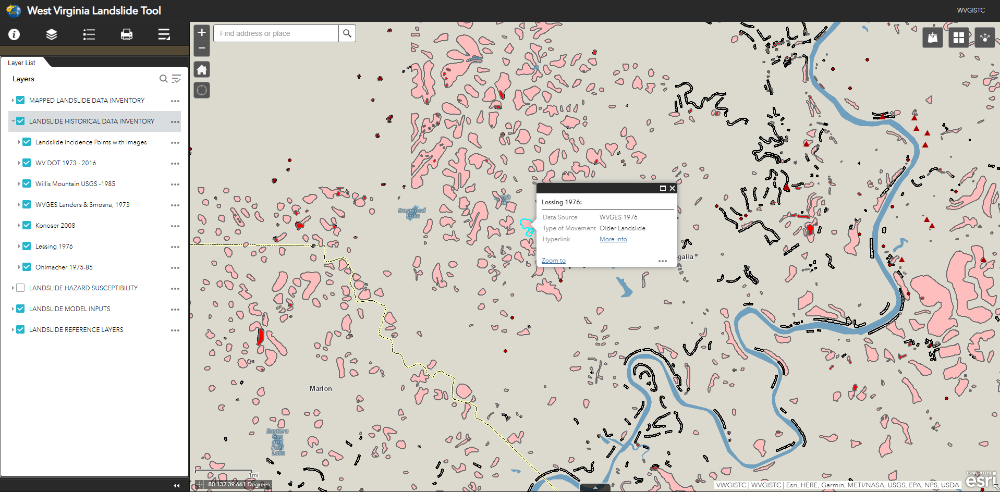 West Virginia Landslide Tool
WVGISTC
Find address or place
Layer List
Layers
MAPPED LANDSLIDE DATA INVENTORY
LANDSLIDE HISTORICAL DATA INVENTORY
Landslide Incidence Points with Images
WV DOT 1973 - 2016
Willis Mountain USGS -1985
WVGES Landers & Smosna, 1973
Konoser 2008
Lessing 1976
Ohlmacher 1975-85
LANDSLIDE HAZARD SUSCEPTIBILITY
LANDSLIDE MODEL INPUTS
LANDSLIDE REFERENCE LAYERS
Dogwood
Lake
Lessing 1976:
Data Source WVGES 1976
Type of Movement Older Landslide
Hyperlink More info
Zoom to
galia
Marion
Eastern
Gas
and
Fuel
Lake
1mi
-80.132 39.661 Degrees
VWGISTC | WVGISTC | Esri, HERE, Garmin, METI/NASA, USGS, EPA, NPS, USDA
POWERED BY
esri